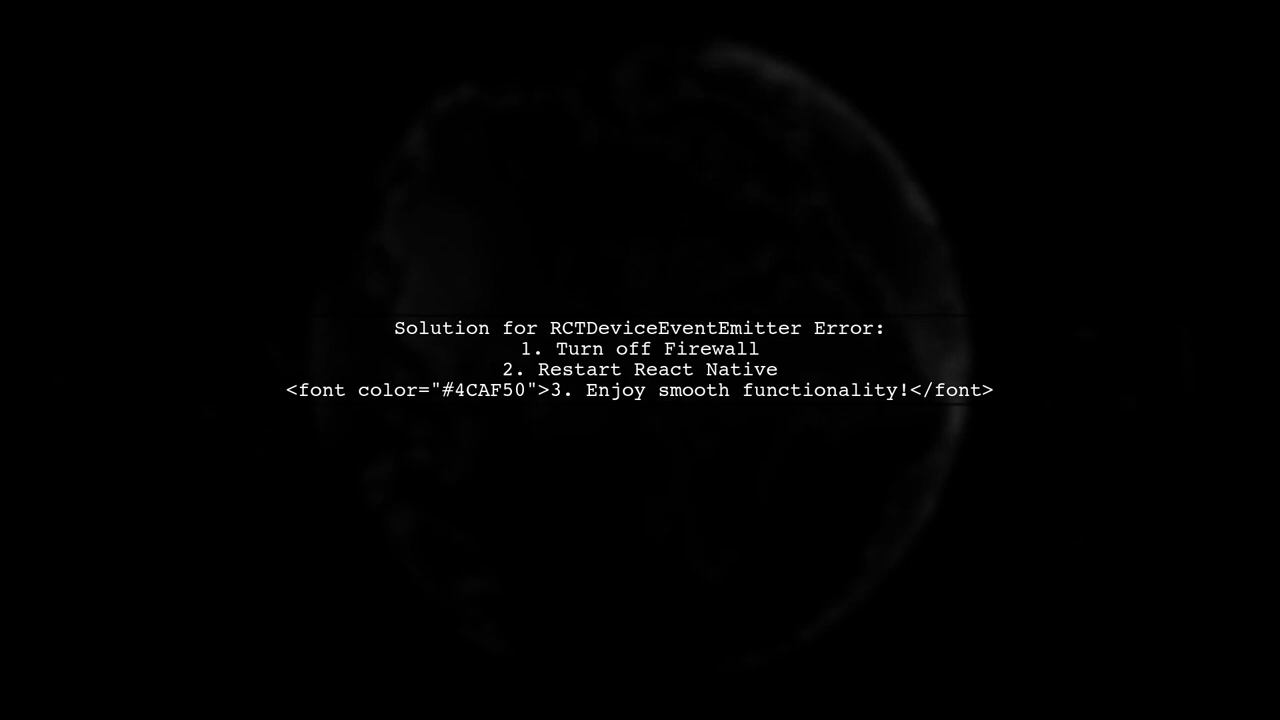 Solution for RCTDeviceEventEmitter Error:
1. Turn off Firewall
2. Restart React Native
<font color="#4CAF50">3. Enjoy smooth functionality!</font>